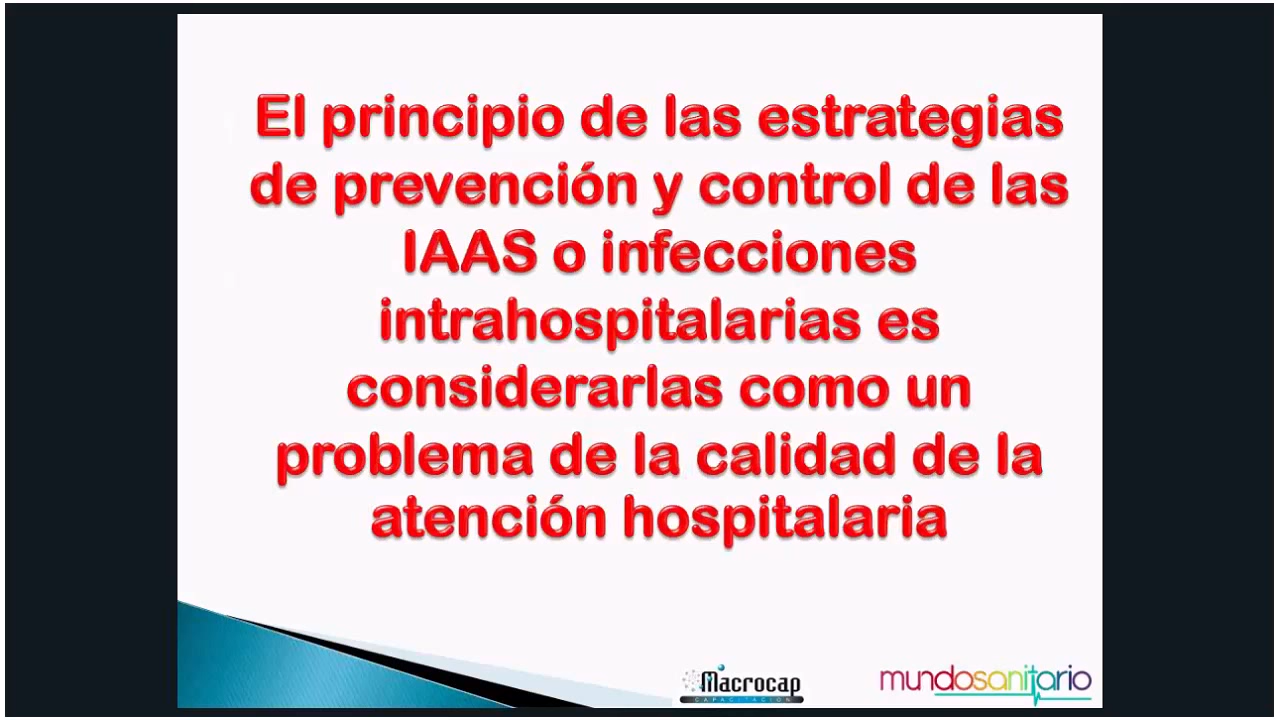 El principio de las estrategias
de prevención y control de las
IAAS o infecciones
intrahospitalarias es
considerarlas como un
problema de la calidad de la
atención hospitalaria
Macrocap
CAPACITACION
mundosanitario